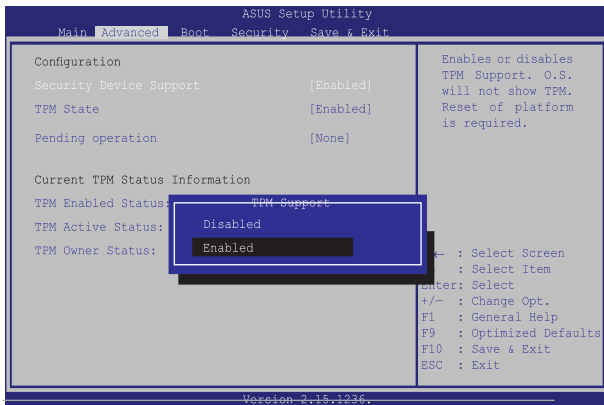 ASUS Setup Utility
Main Advanced Boot Security Save & Exit
Configuration
Security Device Support [Enabled]
TPM State [Enabled]
Pending operation [None]
Current TPM Status Information
TPM Enabled Status:
TPM Active Status:
TPM Owner Status:
TPM Support
Disabled
Enabled
Enables or disables
TPM Support. O.S.
will not show TPM.
Reset of platform
is required.
← : Select Screen
: Select Item
Enter: Select
+/— : Change Opt.
F1 : General Help
F9 : Optimized Defaults
F10 : Save & Exit
ESC : Exit
Version 2.15.1236.